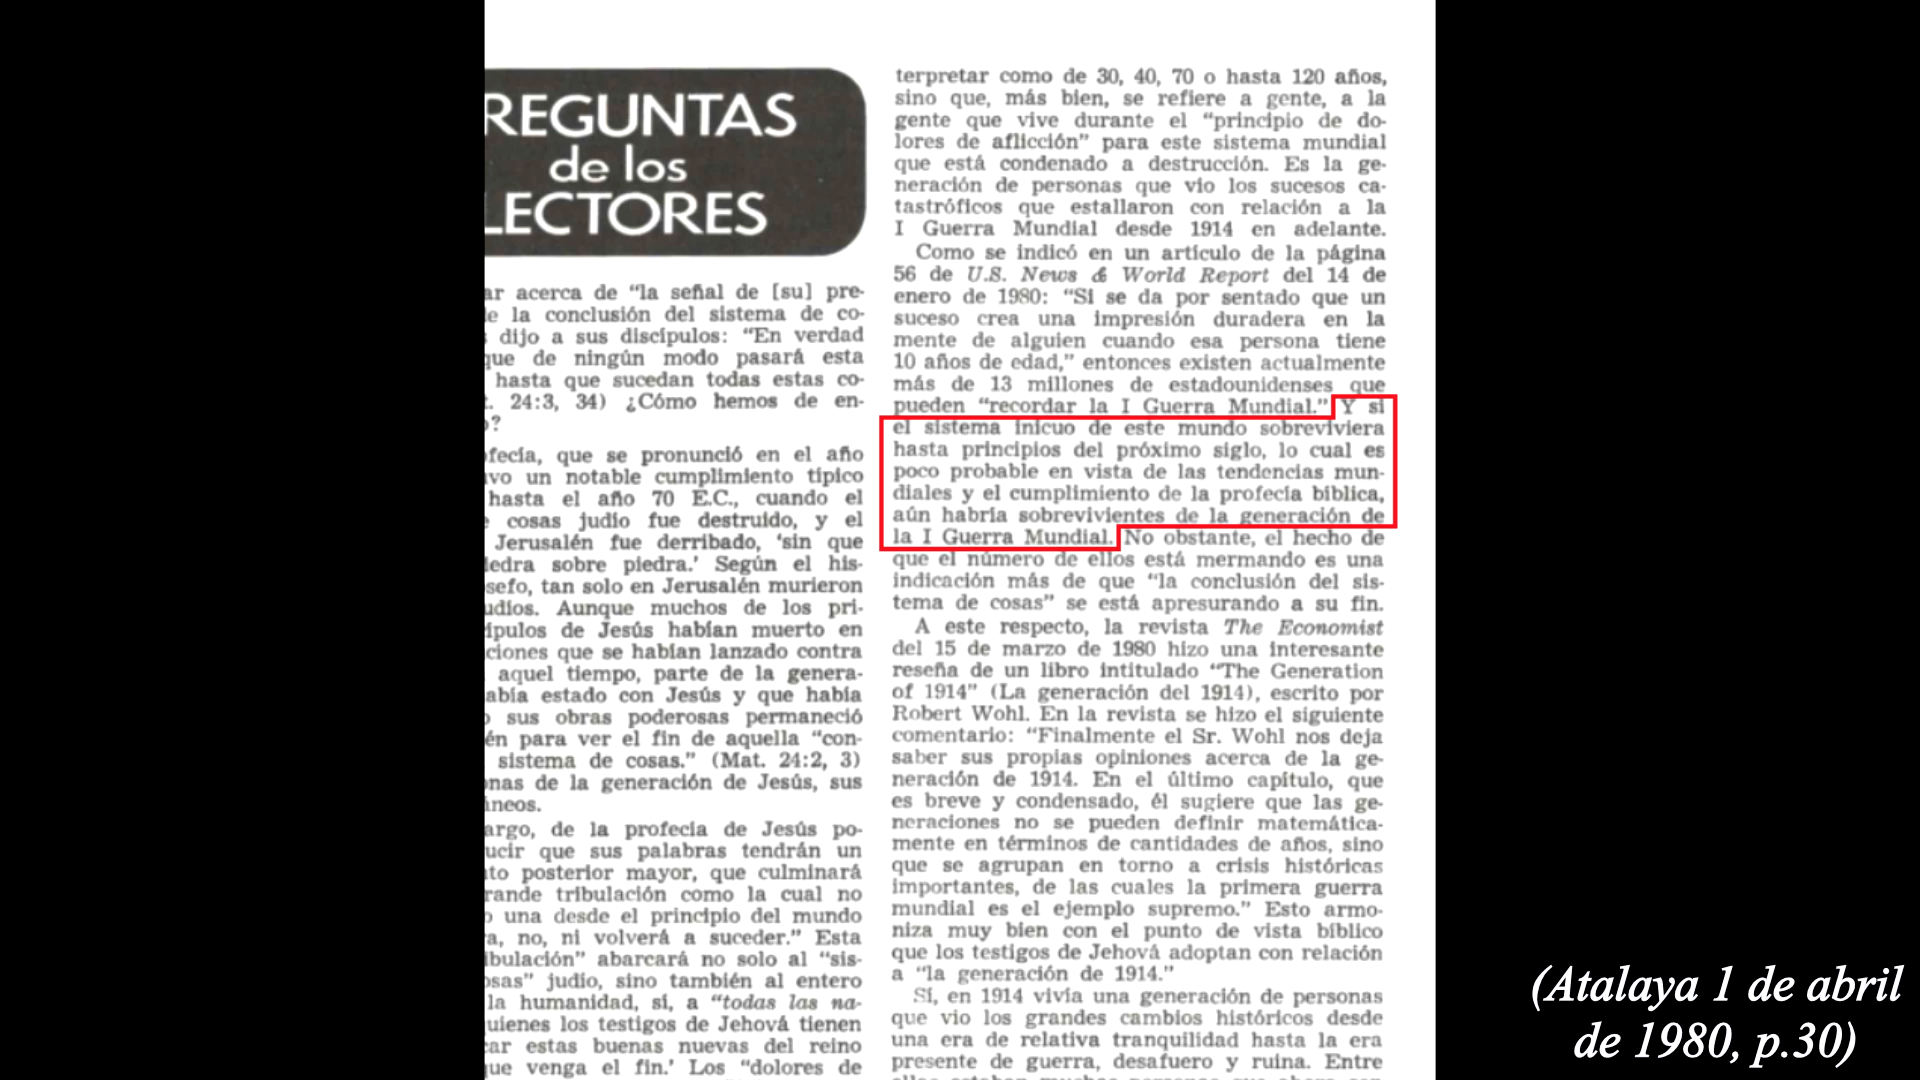 REGUNTAS
de los
LECTORES
ar acerca de “la señal de [su] pre-
e la conclusión del sistema de co-
dijo a sus discípulos: “En verdad
que de ningún modo pasará esta
hasta que sucedan todas estas co-
. 24:3, 34) ¿Cómo hemos de en-
?
fecía, que se pronunció en el año
vo un notable cumplimiento típico
hasta el año 70 E.C., cuando el
cosas judío fue destruido, y el
Jerusalén fue derribado, ‘sin que
iedra sobre piedra.’ Según el his-
sefo, tan solo en Jerusalén murieron
udíos. Aunque muchos de los pri-
ípulos de Jesús habían muerto en
ciones que se habían lanzado contra
aquel tiempo, parte de la genera-
abía estado con Jesús y que había
sus obras poderosas permaneció
én para ver el fin de aquella “con-
sistema de cosas.” (Mat. 24:2, 3)
nas de la generación de Jesús, sus
áneos.
argo, de la profecía de Jesús po-
ucir que sus palabras tendrán un
to posterior mayor, que culminará
rande tribulación como la cual no
una desde el principio del mundo
a, no, ni volverá a suceder.” Esta
ibulación” abarcará no solo al “sis-
osas” judío, sino también al entero
la humanidad, sí, a “todas las na-
uienes los testigos de Jehová tienen
car estas buenas nuevas del reino
ue venga el fin.’ Los “dolores de
terpretar como de 30, 40, 70 o hasta 120 años,
sino que, más bien, se refiere a gente, a la
gente que vive durante el “principio de do-
lores de aflicción” para este sistema mundial
que está condenado a destrucción. Es la ge-
neración de personas que vio los sucesos ca-
tastróficos que estallaron con relación a la
I Guerra Mundial desde 1914 en adelante.
Como se indicó en un artículo de la página
56 de U.S. News & World Report del 14 de
enero de 1980: “Si se da por sentado que un
suceso crea una impresión duradera en la
mente de alguien cuando esa persona tiene
10 años de edad,” entonces existen actualmente
más de 13 millones de estadounidenses que
pueden “recordar la I Guerra Mundial.” Y si
el sistema inicuo de este mundo sobreviviera
hasta principios del próximo siglo, lo cual es
poco probable en vista de las tendencias mun-
diales y el cumplimiento de la profecía bíblica,
aún habría sobrevivientes de la generación de
la I Guerra Mundial. No obstante, el hecho de
que el número de ellos está mermando es una
indicación más de que “la conclusión del sis-
tema de cosas” se está apresurando a su fin.
A este respecto, la revista The Economist
del 15 de marzo de 1980 hizo una interesante
reseña de un libro intitulado “The Generation
of 1914” (La generación del 1914), escrito por
Robert Wohl. En la revista se hizo el siguiente
comentario: “Finalmente el Sr. Wohl nos deja
saber sus propias opiniones acerca de la ge-
neración de 1914. En el último capítulo, que
es breve y condensado, él sugiere que las ge-
neraciones no se pueden definir matemática-
mente en términos de cantidades de años, sino
que se agrupan en torno a crisis históricas
importantes, de las cuales la primera guerra
mundial es el ejemplo supremo.” Esto armo-
niza muy bien con el punto de vista bíblico
que los testigos de Jehová adoptan con relación
a “la generación de 1914.”
Sí, en 1914 vivía una generación de personas
que vio los grandes cambios históricos desde
una era de relativa tranquilidad hasta la era
presente de guerra, desafuero y ruina. Entre
(Atalaya 1 de abril
de 1980, p.30)